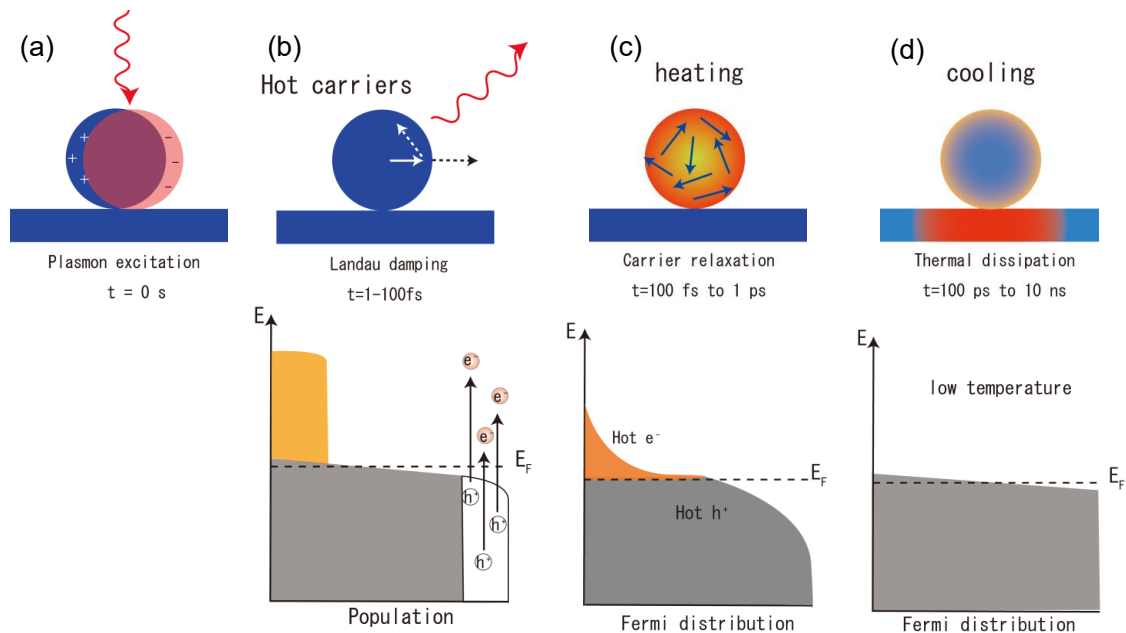 (a)
(b)
(c)
(d)
Hot carriers
heating
cooling
+
+
+
+
−
−
−
Plasmon excitation
t = 0 s
Landau damping
t=1-100fs
Carrier relaxation
t=100 fs to 1 ps
Thermal dissipation
t=100 ps to 10 ns
E
e⁻
e⁻
e⁻
E_F
h⁺
h⁺
h⁺
Population
E
Hot e⁻
E_F
Hot h⁺
Fermi distribution
E
low temperature
E_F
Fermi distribution